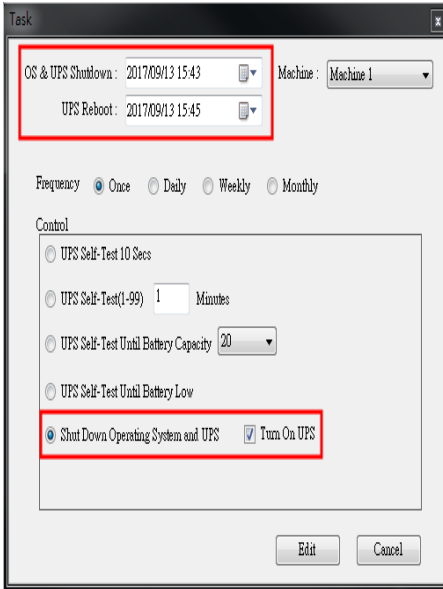 Task
OS & UPS Shutdown : 2017/09/13 15:43 Machine : Machine 1
UPS Reboot : 2017/09/13 15:45
Frequency Once Daily Weekly Monthly
Control
UPS Self-Test 10 Secs
UPS Self-Test(1-99) 1 Minutes
UPS Self-Test Until Battery Capacity 20
UPS Self-Test Until Battery Low
Shut Down Operating System and UPS Turn On UPS
Edit Cancel